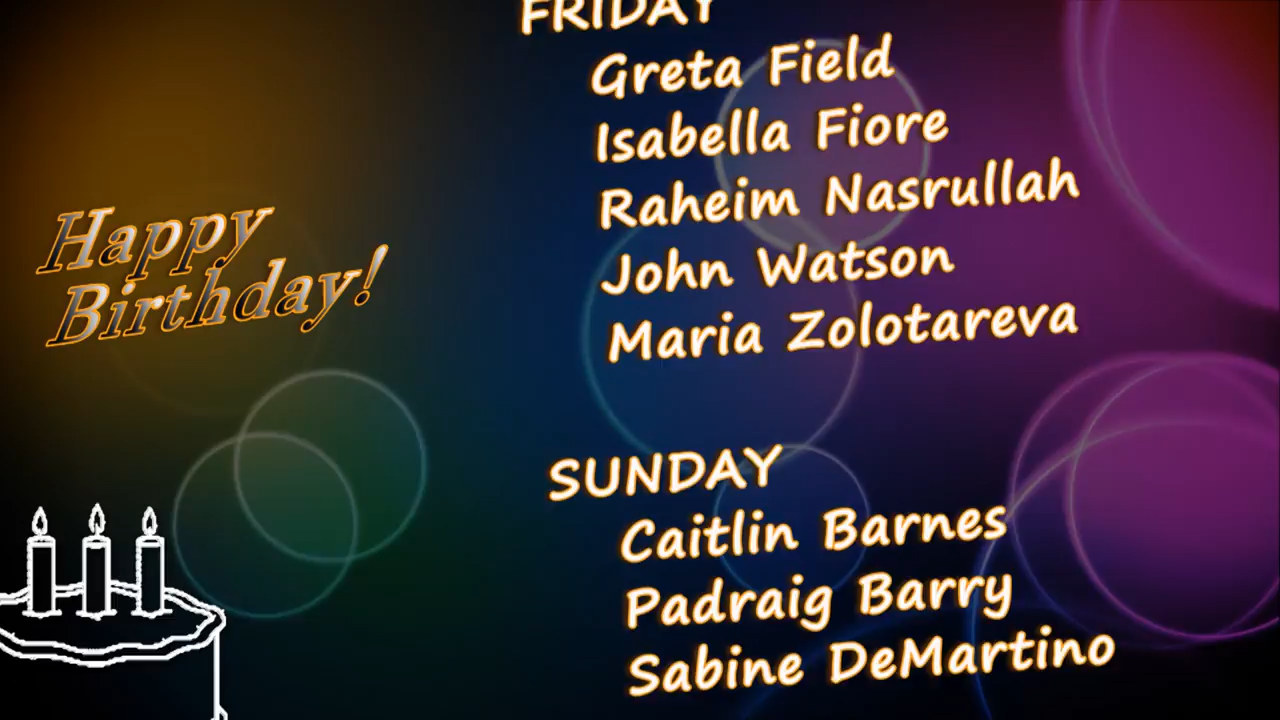 Happy
Birthday!
FRIDAY
Greta Field
Isabella Fiore
Raheim Nasrullah
John Watson
Maria Zolotareva
SUNDAY
Caitlin Barnes
Padraig Barry
Sabine DeMartino